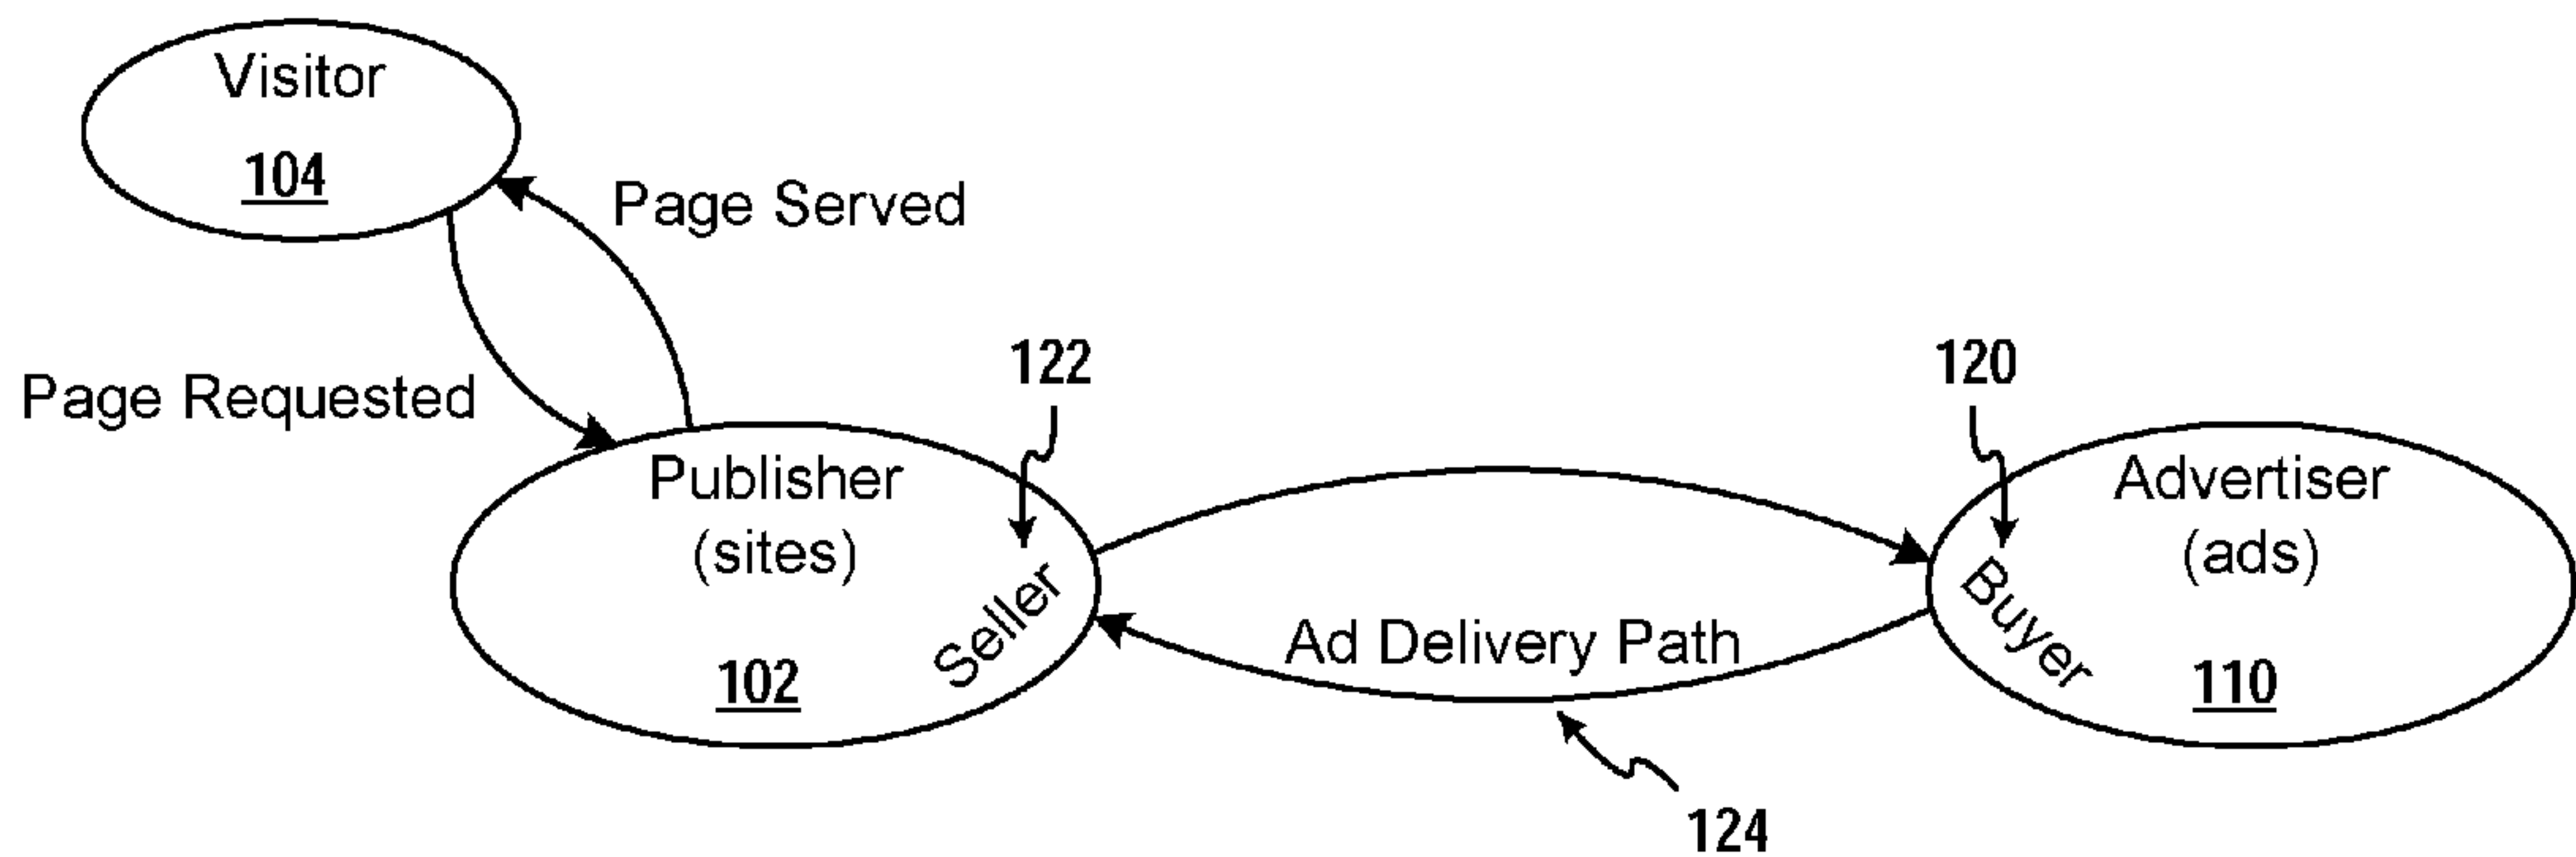 Visitor
104
Page Served
Page Requested
122
120
Publisher
(sites)
Seller
102
Ad Delivery Path
Advertiser
(ads)
Buyer
110
124